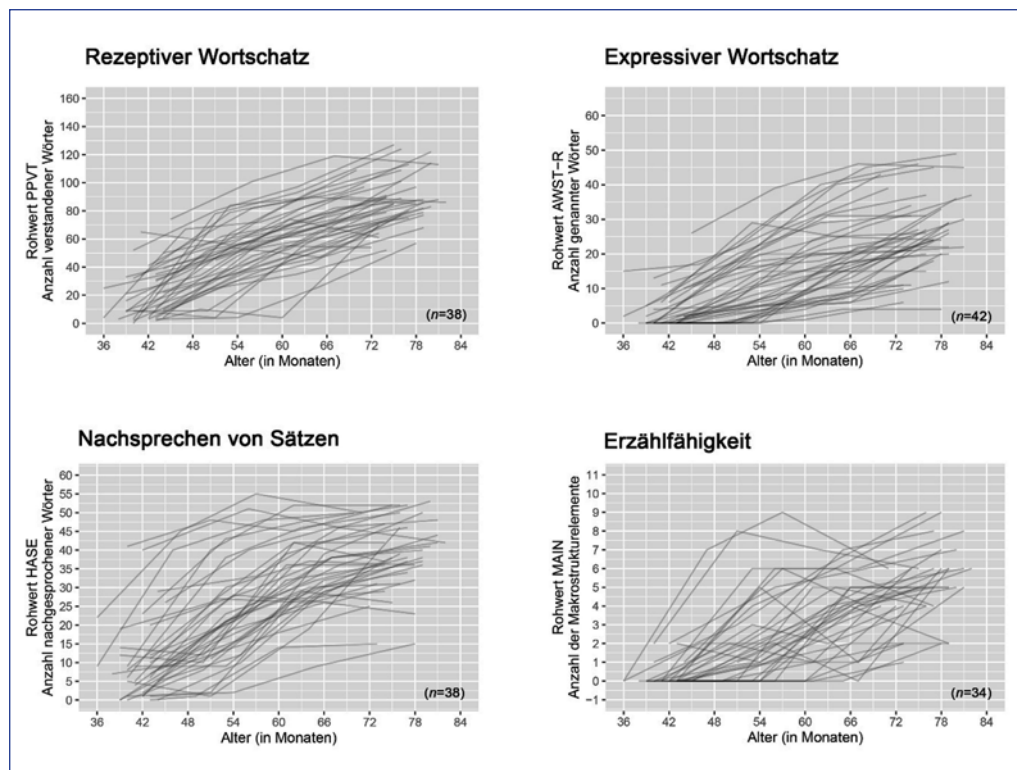 Rezeptiver Wortschatz
Rohwert PPVT
Anzahl verstandener Wörter
160
140
120
100
80
60
40
20
0
36 42 48 54 60 66 72 78 84
Alter (in Monaten)
(n=38)
Expressiver Wortschatz
Rohwert AWST-R
Anzahl genannter Wörter
60
50
40
30
20
10
0
36 42 48 54 60 66 72 78 84
Alter (in Monaten)
(n=42)
Nachsprechen von Sätzen
Rohwert HASE
Anzahl nachgesprochener Wörter
60
55
50
45
40
35
30
25
20
15
10
5
0
36 42 48 54 60 66 72 78 84
Alter (in Monaten)
(n=38)
Erzählfähigkeit
Rohwert MAIN
Anzahl der Makrostrukturelemente
11
10
9
8
7
6
5
4
3
2
1
0
−1
36 42 48 54 60 66 72 78 84
Alter (in Monaten)
(n=34)